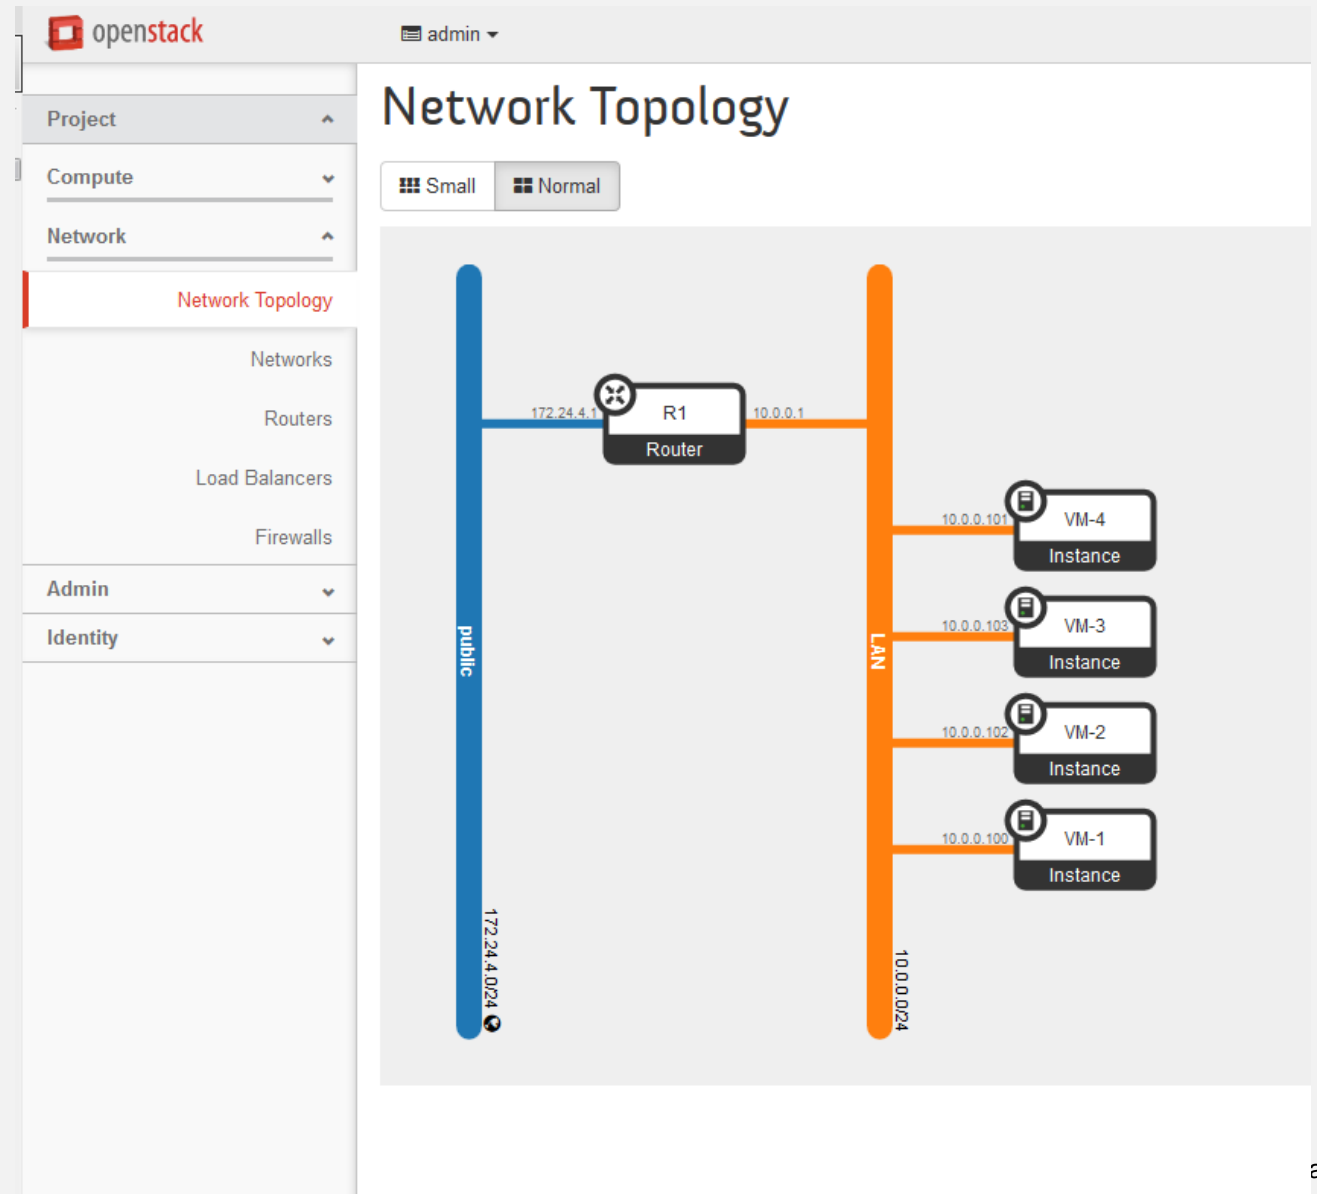 openstack
admin
Project
Compute
Network
Network Topology
Networks
Routers
Load Balancers
Firewalls
Admin
Identity
Network Topology
Small
Normal
public
172.24.4.0/24
172.24.4.1
R1
Router
10.0.0.1
LAN
10.0.0.0/24
10.0.0.101
VM-4
Instance
10.0.0.103
VM-3
Instance
10.0.0.102
VM-2
Instance
10.0.0.100
VM-1
Instance